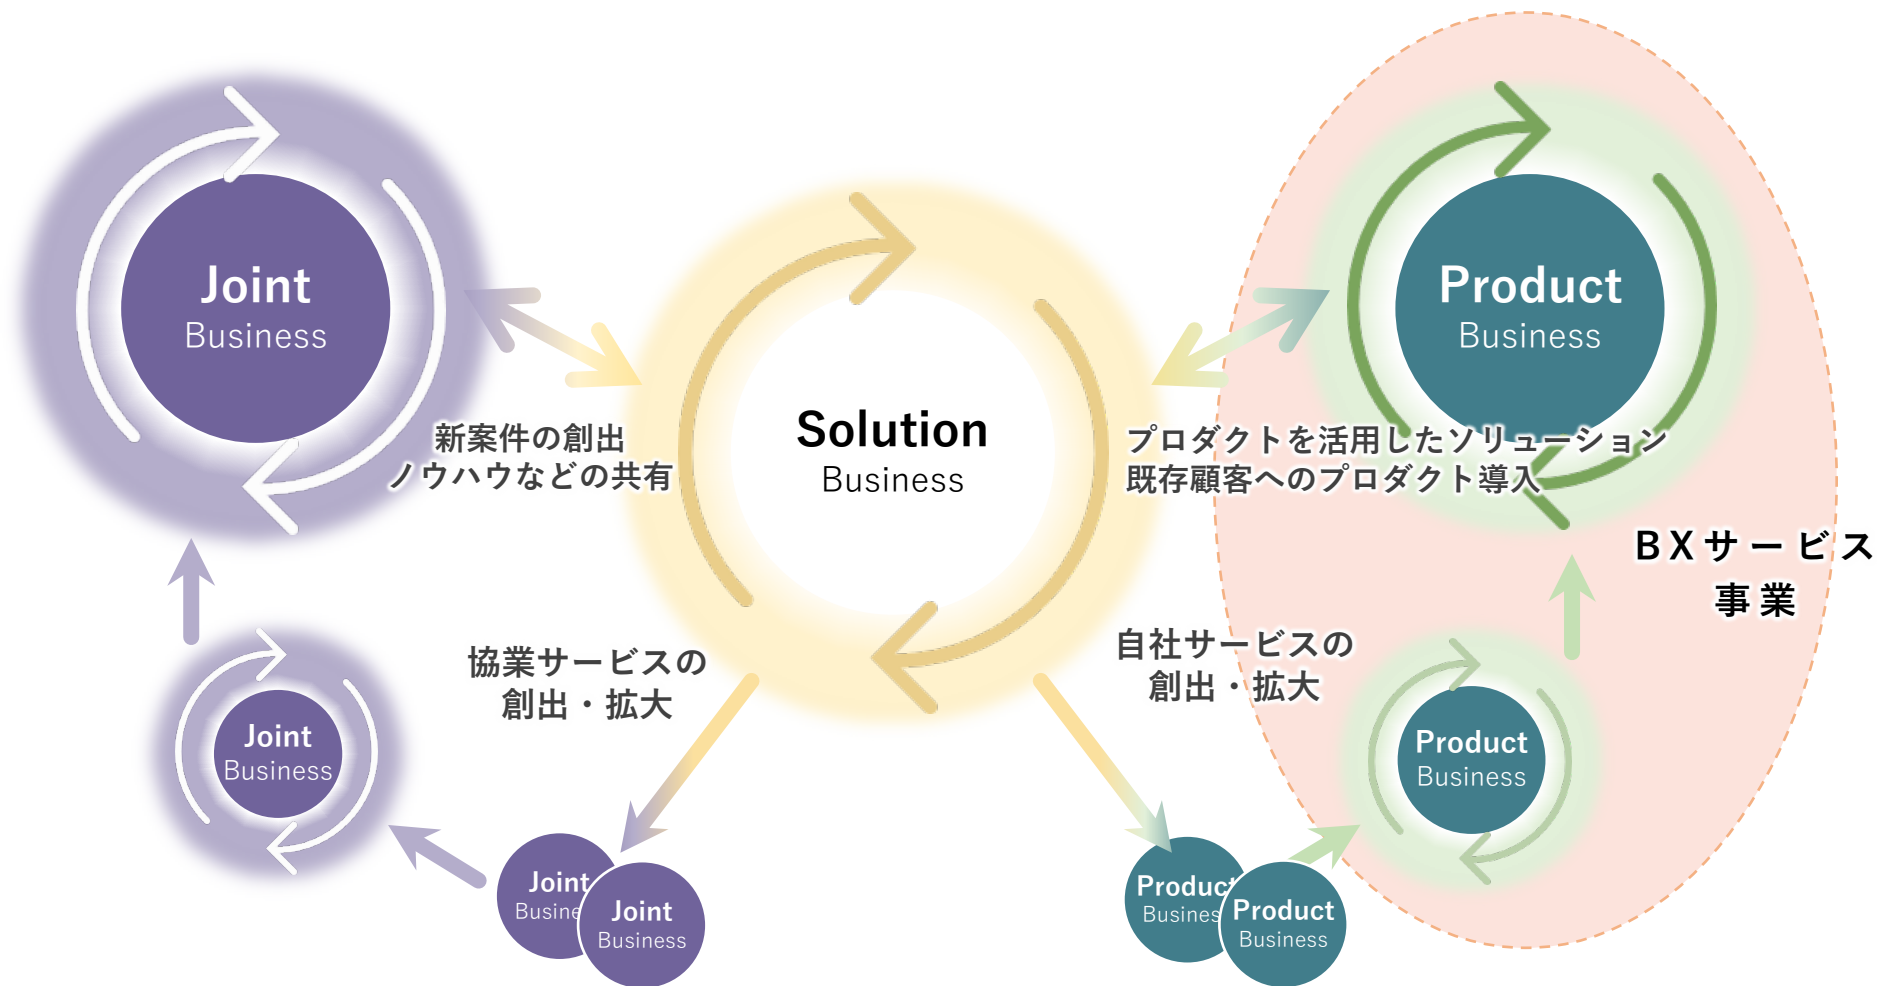 Joint
Business
Solution
Business
Product
Business
新案件の創出
ノウハウなどの共有
プロダクトを活用したソリューション
既存顧客へのプロダクト導入
BXサービス
事業
協業サービスの
創出・拡大
自社サービスの
創出・拡大
Joint
Business
Product
Business
Joint
Busine
Joint
Business
Product
Busines
Product
Business